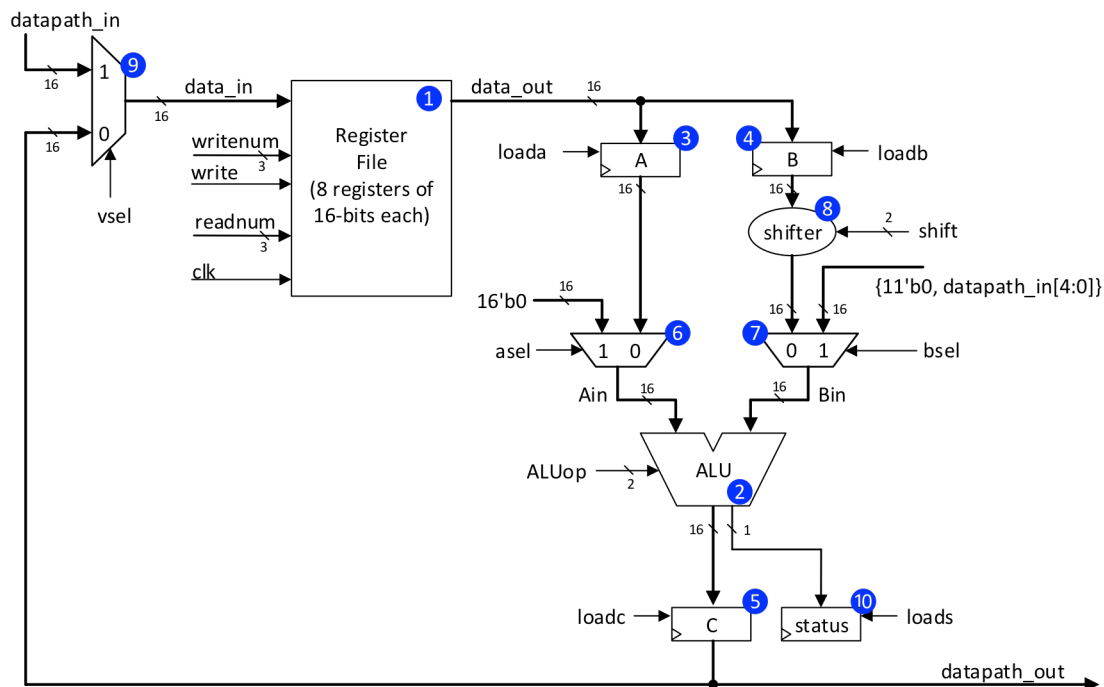 datapath_in
16
1
9
data_in
16
16
0
vsel
writenum
3
write
readnum
3
clk
Register
File
(8 registers of
16-bits each)
1
data_out
16
loada
A
3
16
4
B
loadb
16
8
shifter
2
shift
{11'b0, datapath_in[4:0]}
16'b0
16
16
16
asel
1 0
6
7
0 1
bsel
Ain
16
16
Bin
ALUop
2
ALU
2
16
1
loadc
C
5
status
10
loads
datapath_out